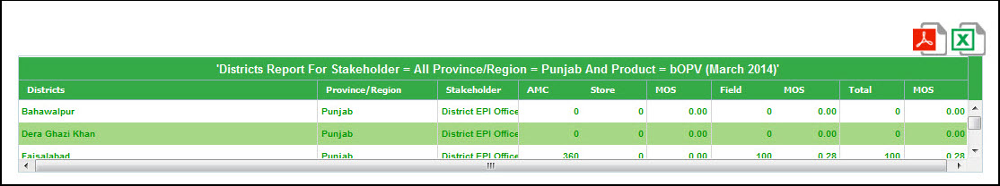 'Districts Report For Stakeholder = All Province/Region = Punjab And Product = bOPV (March 2014)'
Districts Province/Region Stakeholder AMC Store MOS Field MOS Total MOS
Bahawalpur Punjab District EPI Office 0 0 0.00 0 0.00 0 0.00
Dera Ghazi Khan Punjab District EPI Office 0 0 0.00 0 0.00 0 0.00
Faisalabad Punjab District EPI Office 360 0 0.00 100 0.28 100 0.28